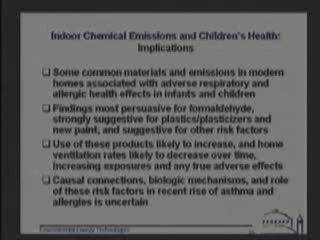 Indoor Chemical Emissions and Children's Health:
Implications
❑ Some common materials and emissions in modern
homes associated with adverse respiratory and
allergic health effects in infants and children
❑ Findings most persuasive for formaldehyde,
strongly suggestive for plastics/plasticizers and
new paint, and suggestive for other risk factors
❑ Use of these products likely to increase, and home
ventilation rates likely to decrease over time,
increasing exposures and any true adverse effects
❑ Causal connections, biologic mechanisms, and role
of these risk factors in recent rise of asthma and
allergies is uncertain
Environmental Energy Technologies